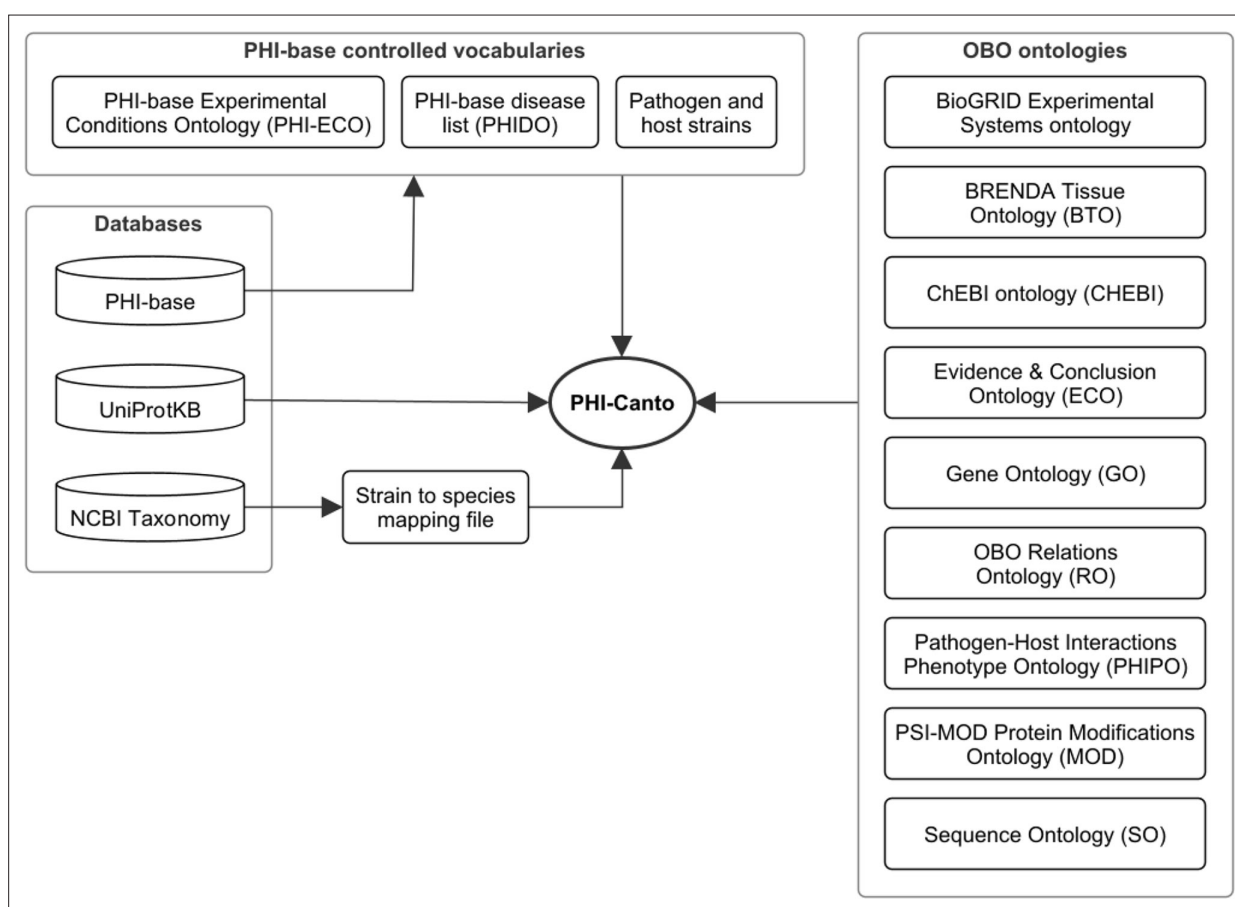 PHI-base controlled vocabularies
PHI-base Experimental
Conditions Ontology (PHI-ECO)
PHI-base disease
list (PHIDO)
Pathogen and
host strains
Databases
PHI-base
UniProtKB
NCBI Taxonomy
Strain to species
mapping file
PHI-Canto
OBO ontologies
BioGRID Experimental
Systems ontology
BRENDA Tissue
Ontology (BTO)
ChEBI ontology (CHEBI)
Evidence & Conclusion
Ontology (ECO)
Gene Ontology (GO)
OBO Relations
Ontology (RO)
Pathogen-Host Interactions
Phenotype Ontology (PHIPO)
PSI-MOD Protein Modifications
Ontology (MOD)
Sequence Ontology (SO)